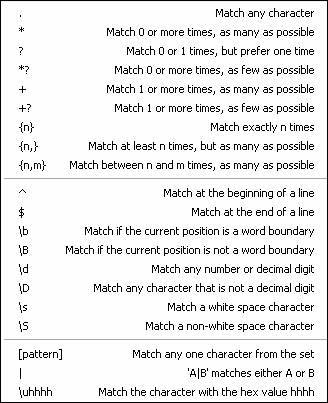 . Match any character
* Match 0 or more times, as many as possible
? Match 0 or 1 times, but prefer one time
*? Match 0 or more times, as few as possible
+ Match 1 or more times, as many as possible
+? Match 1 or more times, as few as possible
{n} Match exactly n times
{n,} Match at least n times, but as many as possible
{n,m} Match between n and m times, as many as possible
^ Match at the beginning of a line
$ Match at the end of a line
\b Match if the current position is a word boundary
\B Match if the current position is not a word boundary
\d Match any number or decimal digit
\D Match any character that is not a decimal digit
\s Match a white space character
\S Match a non-white space character
[pattern] Match any one character from the set
| 'A|B' matches either A or B
\uhhhh Match the character with the hex value hhhh